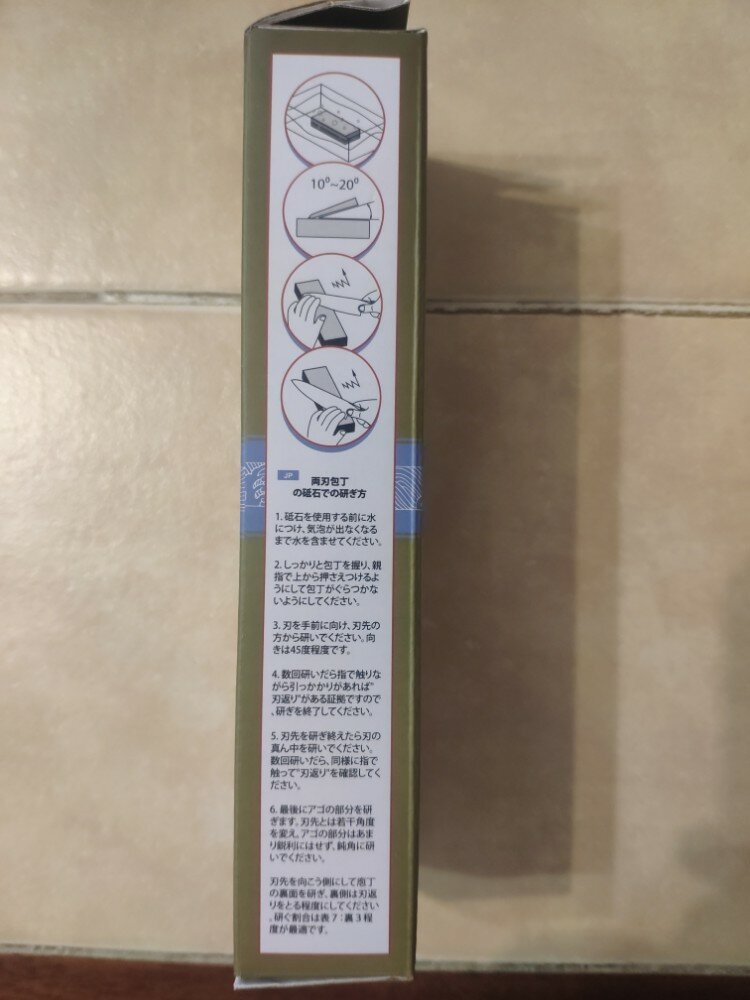 10⁰~20⁰
JP
両刃包丁
の砥石での研ぎ方
1. 砥石を使用する前に水
につけ、気泡が出なくなる
まで水を含ませてください。
2. しっかりと包丁を握り、親
指で上から押さえつけるよ
うにして包丁がぐらつかな
いようにしてください。
3. 刃を手前に向け、刃先の
方から研いでください。向
きは45度程度です。
4. 数回研いだら指で触りな
がら引っかかりがあれば"
刃返り"がある証拠ですので
、研ぎを終了してください。
5. 刃先を研ぎ終えたら刃の
真ん中を研いでください。
数回研いだら、同様に指で
触って"刃返り"を確認してく
ださい。
6. 最後にアゴの部分を研
ぎます。刃先とは若干角度
を変え、アゴの部分はあま
り鋭利にはせず、鈍角に研
いでください。
刃先を向こう側にして庖丁
の裏面を研ぎ、裏側は刃返
りをとる程度にしてください
。研ぐ割合は表7：裏3程
度が最適です。